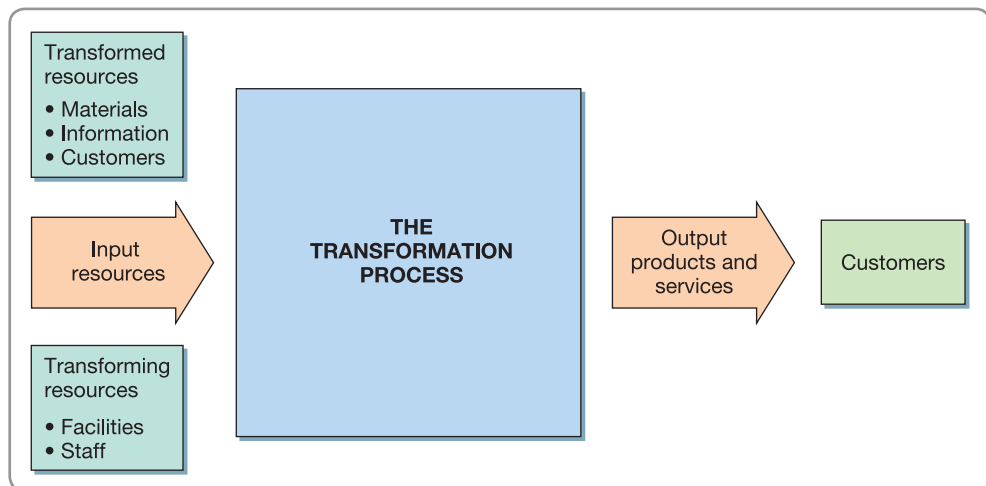 Transformed
resources
• Materials
• Information
• Customers
Input
resources
Transforming
resources
• Facilities
• Staff
THE
TRANSFORMATION
PROCESS
Output
products and
services
Customers